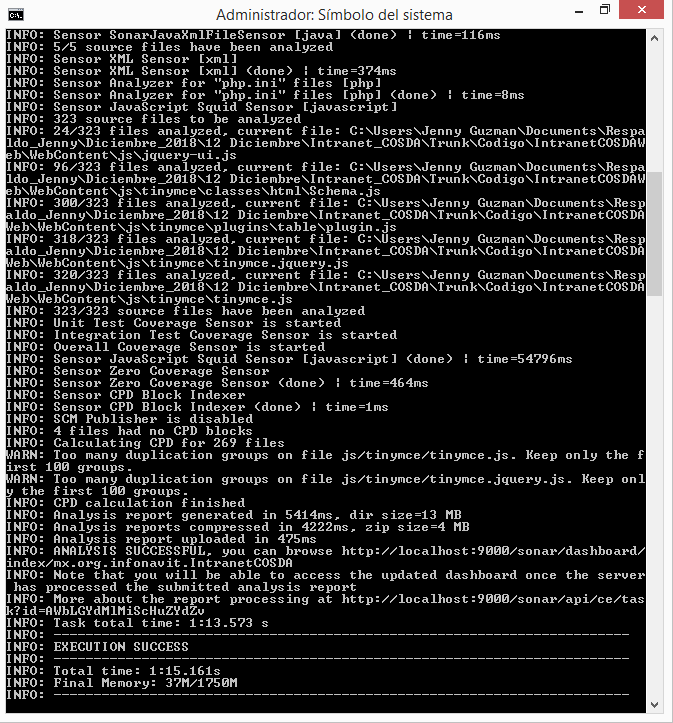 Administrador: Símbolo del sistema
INFO: Sensor SonarJavaXmlFileSensor [java] (done) | time=116ms
INFO: 5/5 source files have been analyzed
INFO: Sensor XML Sensor [xml]
INFO: Sensor XML Sensor [xml] (done) | time=374ms
INFO: Sensor Analyzer for "php.ini" files [php]
INFO: Sensor Analyzer for "php.ini" files [php] (done) | time=8ms
INFO: Sensor JavaScript Squid Sensor [javascript]
INFO: 323 source files to be analyzed
INFO: 24/323 files analyzed, current file: C:\Users\Jenny Guzman\Documents\Respa
ldo_Jenny\Diciembre_2018\12 Diciembre\Intranet_COSDA\Trunk\Codigo\IntranetCOSDAW
eb\WebContent\js\jquery-ui.js
INFO: 96/323 files analyzed, current file: C:\Users\Jenny Guzman\Documents\Respa
ldo_Jenny\Diciembre_2018\12 Diciembre\Intranet_COSDA\Trunk\Codigo\IntranetCOSDAW
eb\WebContent\js\tinymce\classes\html\Schema.js
INFO: 300/323 files analyzed, current file: C:\Users\Jenny Guzman\Documents\Resp
aldo_Jenny\Diciembre_2018\12 Diciembre\Intranet_COSDA\Trunk\Codigo\IntranetCOSDA
Web\WebContent\js\tinymce\plugins\table\plugin.js
INFO: 318/323 files analyzed, current file: C:\Users\Jenny Guzman\Documents\Resp
aldo_Jenny\Diciembre_2018\12 Diciembre\Intranet_COSDA\Trunk\Codigo\IntranetCOSDA
Web\WebContent\js\tinymce\tinymce.jquery.js
INFO: 320/323 files analyzed, current file: C:\Users\Jenny Guzman\Documents\Resp
aldo_Jenny\Diciembre_2018\12 Diciembre\Intranet_COSDA\Trunk\Codigo\IntranetCOSDA
Web\WebContent\js\tinymce\tinymce.js
INFO: 323/323 source files have been analyzed
INFO: Unit Test Coverage Sensor is started
INFO: Integration Test Coverage Sensor is started
INFO: Overall Coverage Sensor is started
INFO: Sensor JavaScript Squid Sensor [javascript] (done) | time=54796ms
INFO: Sensor Zero Coverage Sensor
INFO: Sensor Zero Coverage Sensor (done) | time=464ms
INFO: Sensor CPD Block Indexer
INFO: Sensor CPD Block Indexer (done) | time=1ms
INFO: SCM Publisher is disabled
INFO: 4 files had no CPD blocks
INFO: Calculating CPD for 269 files
WARN: Too many duplication groups on file js/tinymce/tinymce.js. Keep only the f
irst 100 groups.
WARN: Too many duplication groups on file js/tinymce/tinymce.jquery.js. Keep onl
y the first 100 groups.
INFO: CPD calculation finished
INFO: Analysis report generated in 5414ms, dir size=13 MB
INFO: Analysis reports compressed in 4222ms, zip size=4 MB
INFO: Analysis report uploaded in 475ms
INFO: ANALYSIS SUCCESSFUL, you can browse http://localhost:9000/sonar/dashboard/
index/mx.org.infonavit.IntranetCOSDA
INFO: Note that you will be able to access the updated dashboard once the server
 has processed the submitted analysis report
INFO: More about the report processing at http://localhost:9000/sonar/api/ce/tas
k?id=AWbLGYdMlMiScHuZYdZv
INFO: Task total time: 1:13.573 s
INFO: ------------------------------------------------------------------------
INFO: EXECUTION SUCCESS
INFO: ------------------------------------------------------------------------
INFO: Total time: 1:15.161s
INFO: Final Memory: 37M/1750M
INFO: ------------------------------------------------------------------------